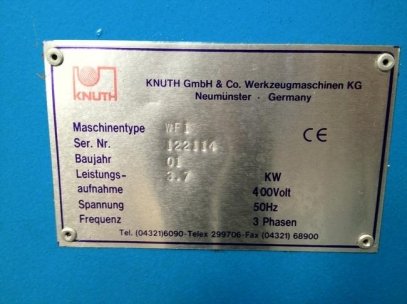 KNUTH
KNUTH GmbH & Co. Werkzeugmaschinen KG
Neumünster · Germany
Maschinentype WF1
CE
Ser. Nr. 122114
Baujahr 01
Leistungs- 3.7 KW
aufnahme 400Volt
Spannung 50Hz
Frequenz 3 Phasen
Tel. (04321)6090-Telex 299706-Fax (04321) 68900